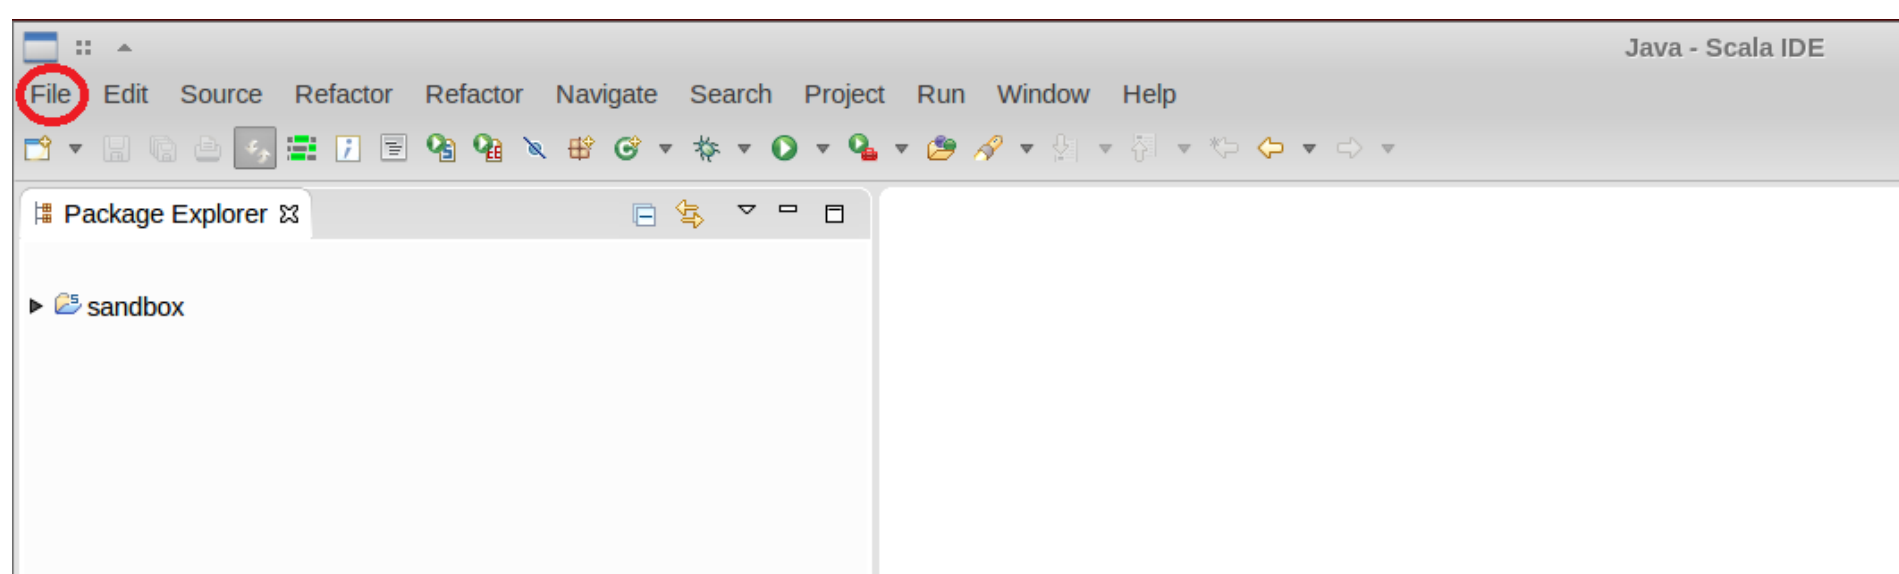 Java - Scala IDE
File Edit Source Refactor Refactor Navigate Search Project Run Window Help
Package Explorer
sandbox